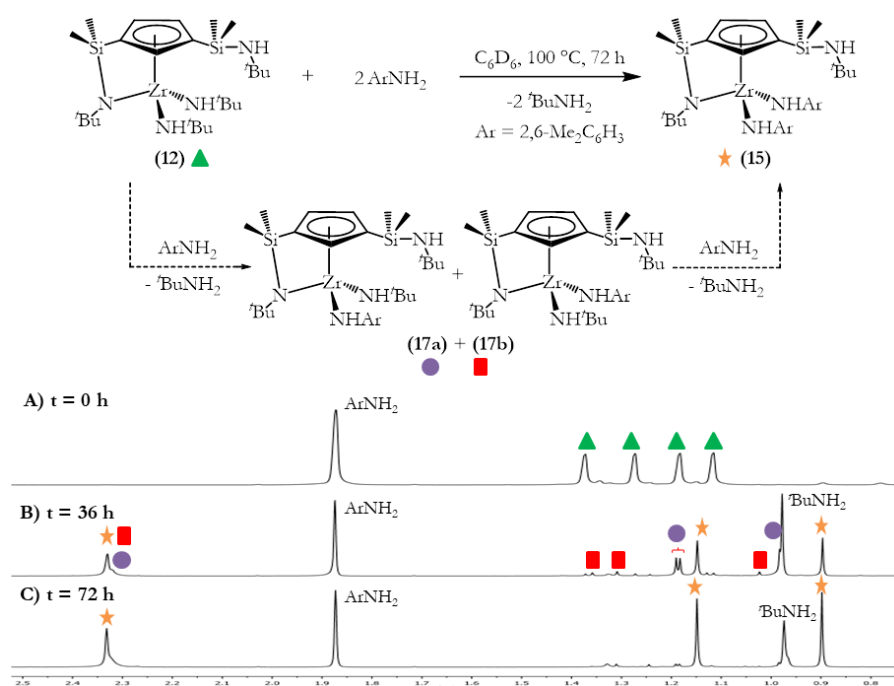 Si Si NH
ᵗBu
N Zr NHᵗBu
ᵗBu NHᵗBu
(12)
+ 2 ArNH₂
C₆D₆, 100 ºC, 72 h
-2 ᵗBuNH₂
Ar = 2,6-Me₂C₆H₃
Si Si NH
ᵗBu
N Zr NHAr
ᵗBu NHAr
(15)
ArNH₂
- ᵗBuNH₂
Si Si NH
ᵗBu
N Zr NHᵗBu
ᵗBu NHAr
+
Si Si NH
ᵗBu
N Zr NHAr
ᵗBu NHᵗBu
ArNH₂
- ᵗBuNH₂
(17a) + (17b)
A) t = 0 h
ArNH₂
B) t = 36 h
ArNH₂
ᵗBuNH₂
C) t = 72 h
ArNH₂
ᵗBuNH₂
2.5 2.4 2.3 2.2 2.1 2.0 1.9 1.8 1.7 1.6 1.5 1.4 1.3 1.2 1.1 1.0 0.9 0.8